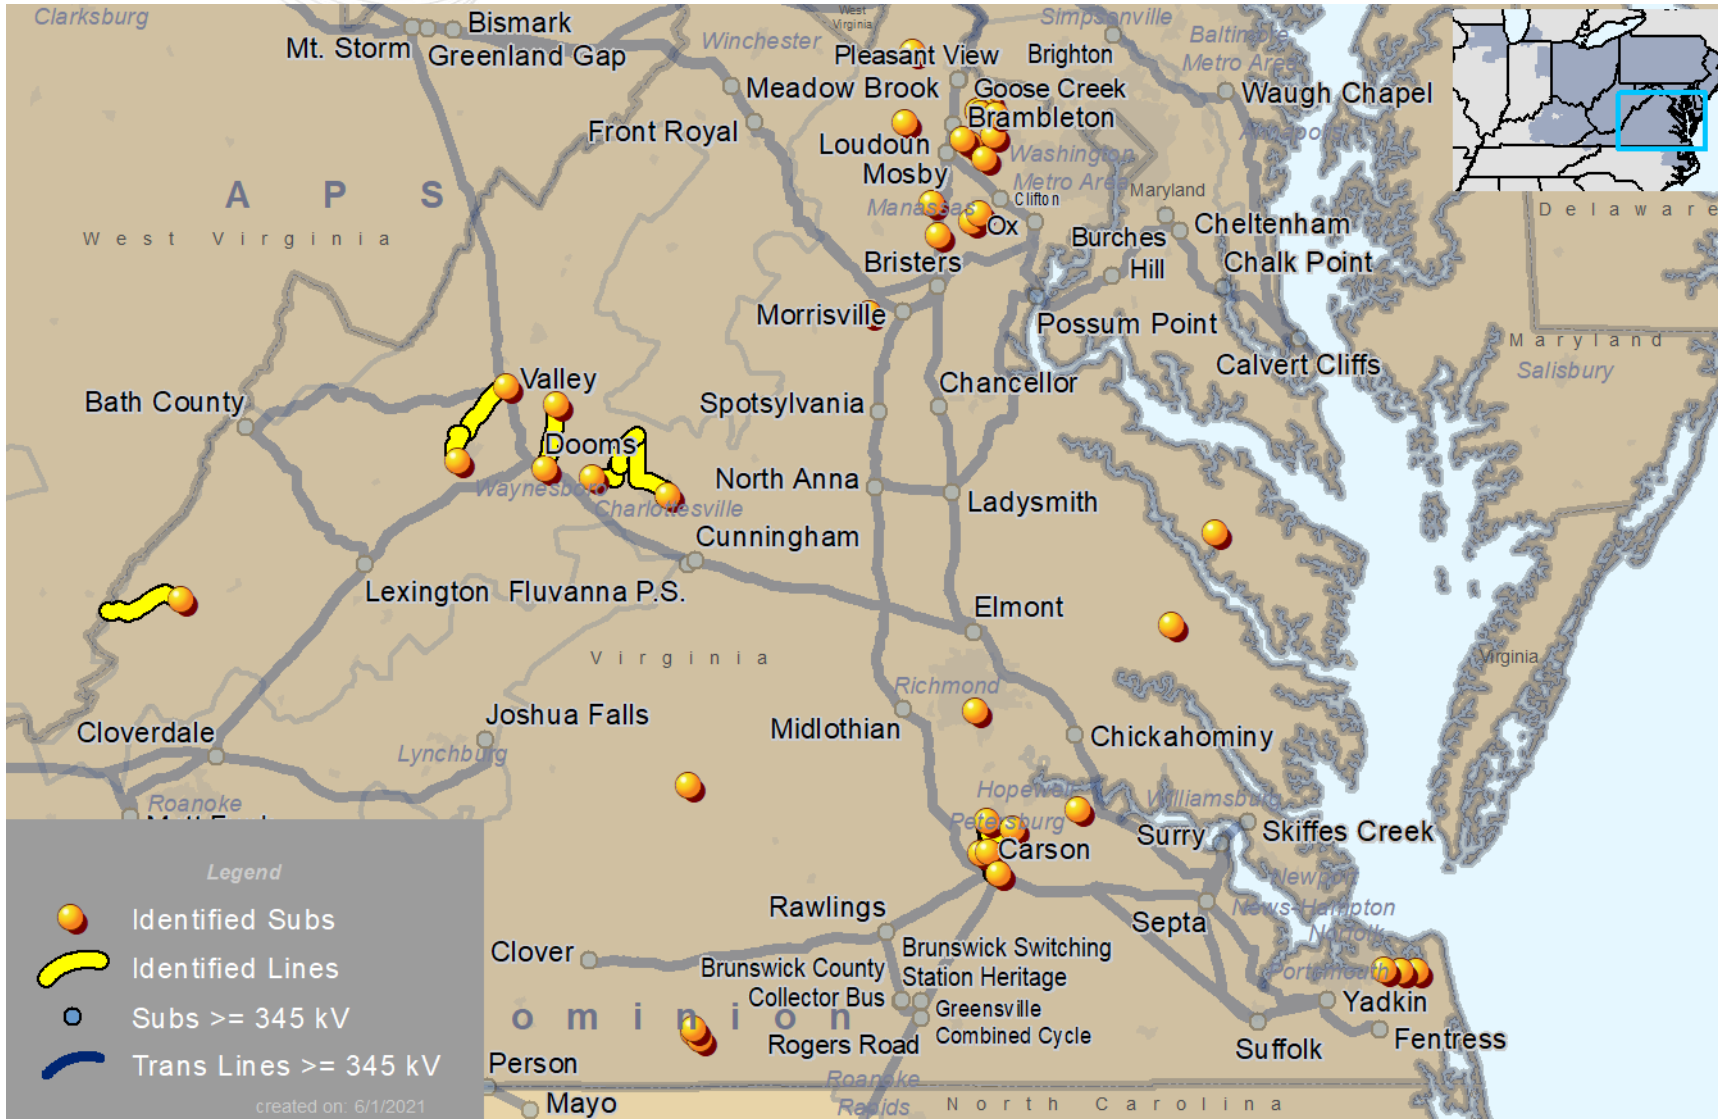 Clarksburg
Bismark
Mt. Storm
Greenland Gap
Winchester
West
Virginia
Simpsonville
Baltimore
Metro Area
Pleasant View
Brighton
Meadow Brook
Goose Creek
Waugh Chapel
Front Royal
Brambleton
Annapolis
Loudoun
Washington
Metro Area
Mosby
Clifton
Maryland
Manassas
Ox
A P S
West Virginia
Delaware
Burches
Hill
Cheltenham
Chalk Point
Bristers
Morrisville
Possum Point
Calvert Cliffs
Maryland
Salisbury
Valley
Bath County
Chancellor
Spotsylvania
Dooms
Waynesboro
Charlottesville
North Anna
Ladysmith
Cunningham
Lexington
Fluvanna P.S.
Elmont
Virginia
Virginia
Richmond
Joshua Falls
Midlothian
Cloverdale
Lynchburg
Chickahominy
Roanoke
Hopewell
Williamsburg
Petersburg
Carson
Surry
Skiffes Creek
Newport
News-Hampton
Norfolk
Portsmouth
Rawlings
Septa
Clover
Brunswick Switching
Station Heritage
Brunswick County
Collector Bus
Greensville
Combined Cycle
Yadkin
Fentress
Suffolk
ominion
Rogers Road
Person
Mayo
Roanoke
Rapids
North Carolina
Legend
Identified Subs
Identified Lines
Subs >= 345 kV
Trans Lines >= 345 kV
created on: 6/1/2021